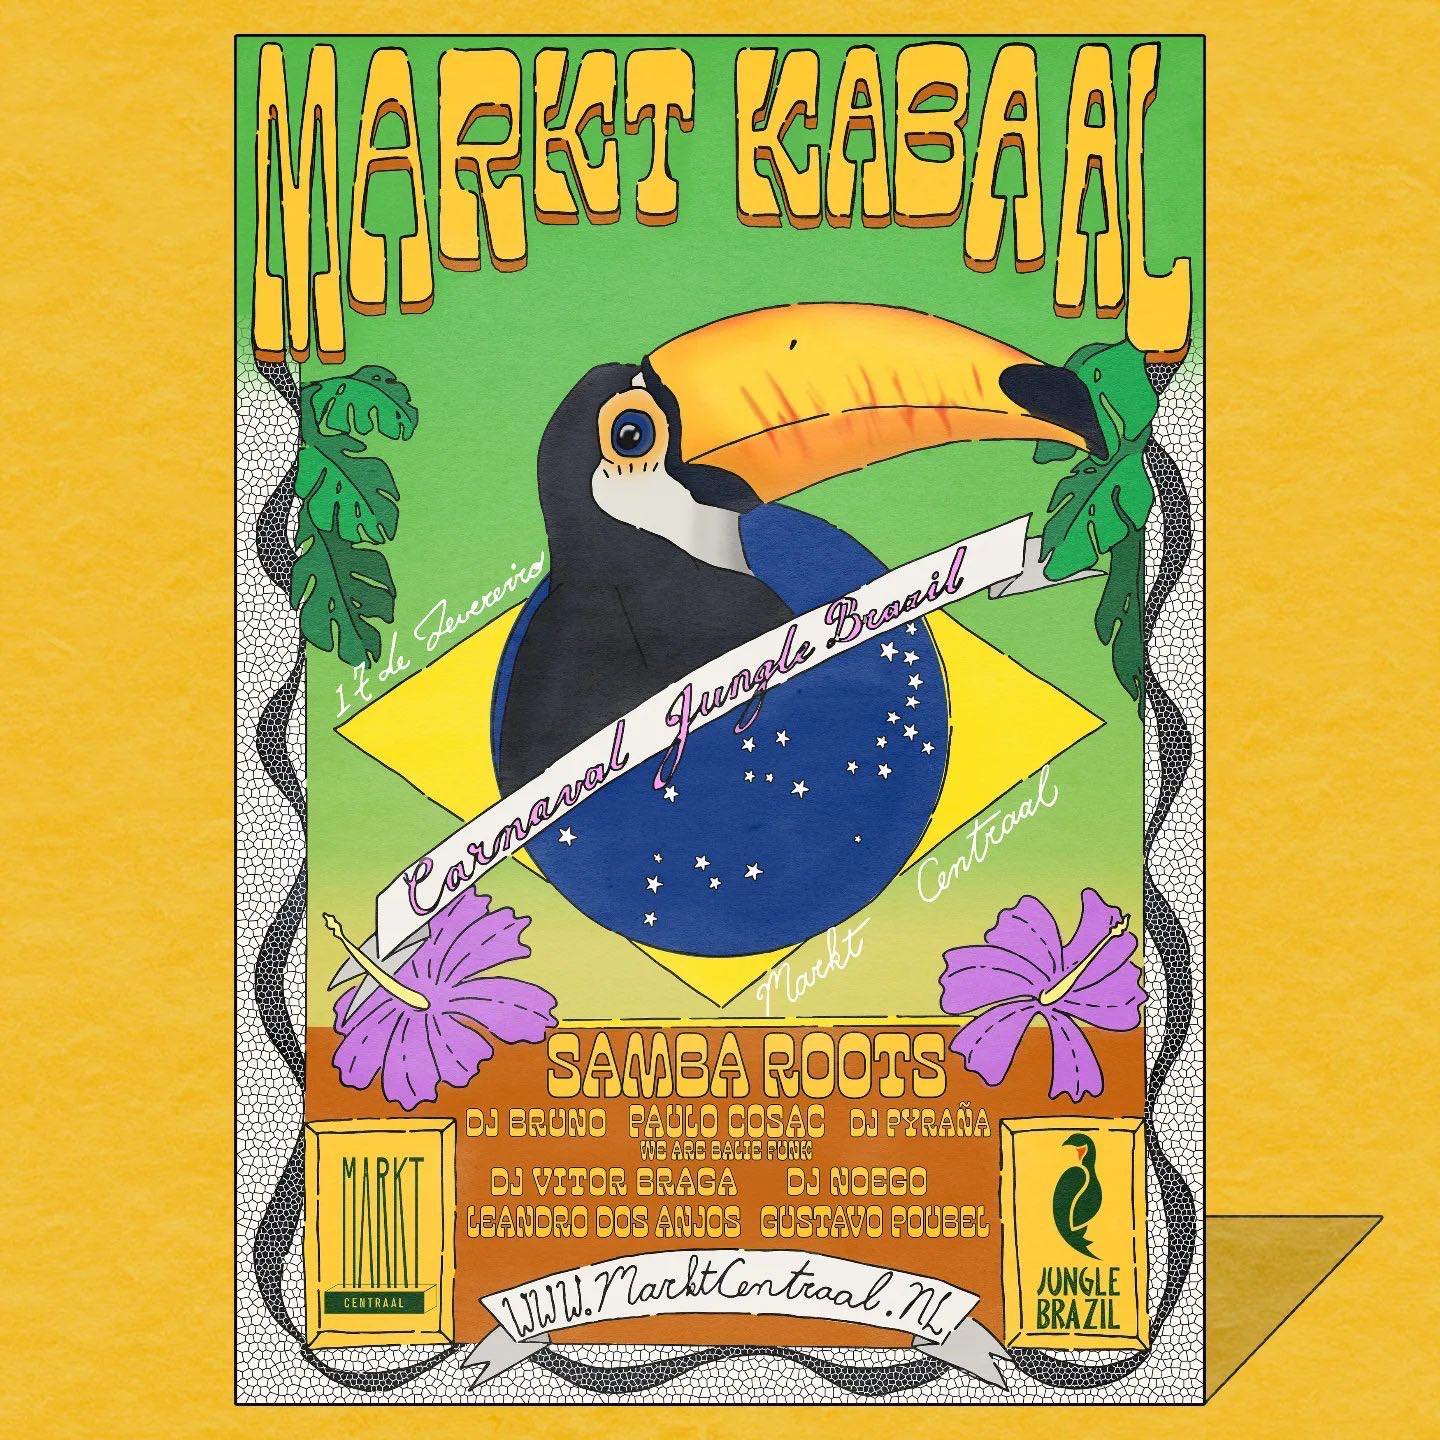 MARKT KABAAL
17 de Fevereiro
Carnaval Jungle Brazil
Markt Centraal
SAMBA ROOTS
DJ BRUNO PAULO COSAC DJ PYRAÑA
WE ARE BALIE FUNK
DJ VITOR BRAGA DJ NOEGO
LEANDRO DOS ANJOS GUSTAVO POUBEL
MARKT
CENTRAAL
JUNGLE
BRAZIL
WWW.MarktCentraal.NL